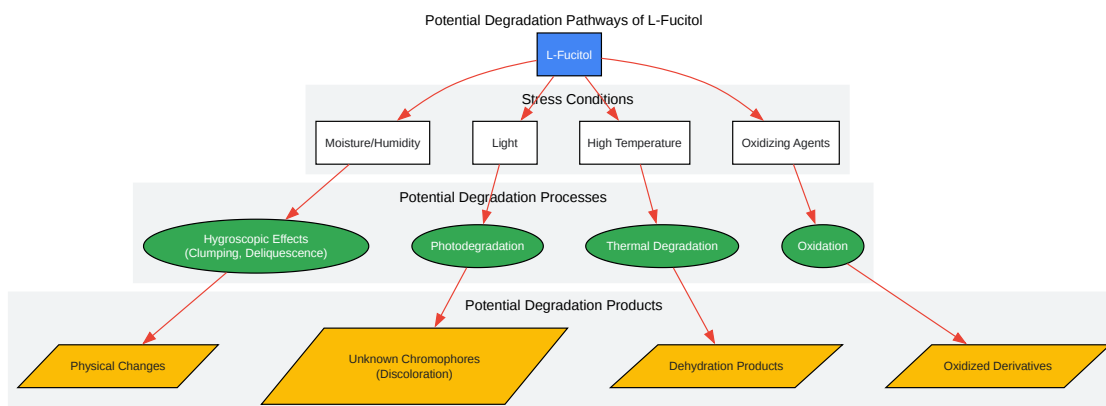 Potential Degradation Pathways of L-Fucitol
L-Fucitol
Stress Conditions
Moisture/Humidity
Light
High Temperature
Oxidizing Agents
Potential Degradation Processes
Hygroscopic Effects
(Clumping, Deliquescence)
Photodegradation
Thermal Degradation
Oxidation
Potential Degradation Products
Physical Changes
Unknown Chromophores
(Discoloration)
Dehydration Products
Oxidized Derivatives